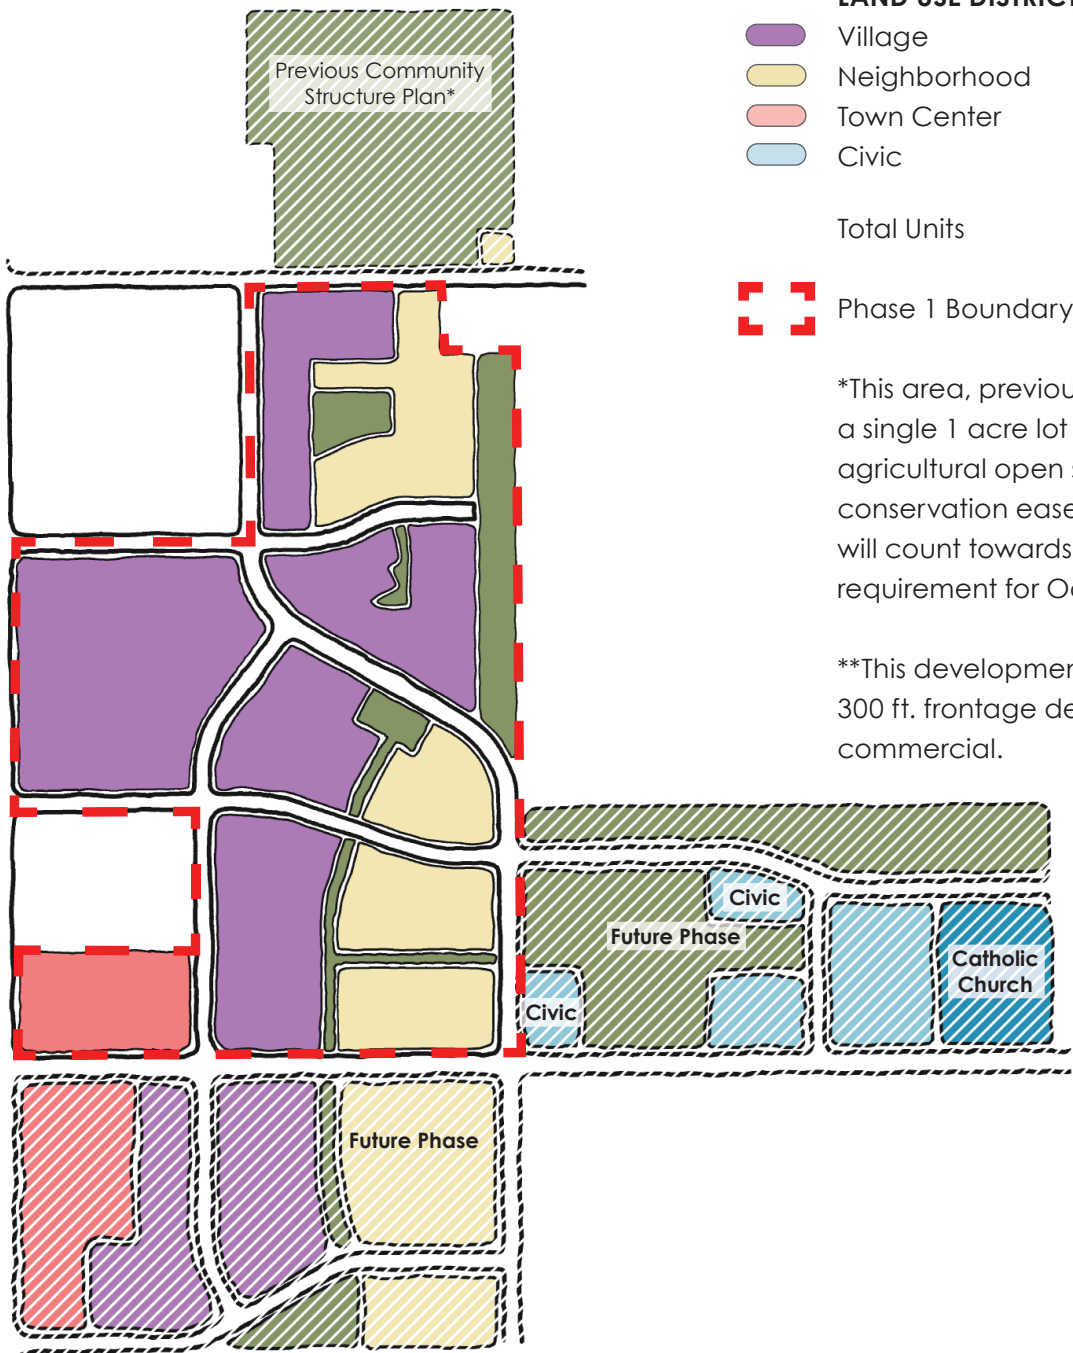 LAND USE DISTRICT
Village
Neighborhood
Town Center
Civic
Total Units
Phase 1 Boundary
*This area, previou
a single 1 acre lot
agricultural open s
conservation ease
will count towards
requirement for Oa
**This developmen
300 ft. frontage de
commercial.
Previous Community
Structure Plan*
Civic
Future Phase
Catholic
Church
Civic
Future Phase